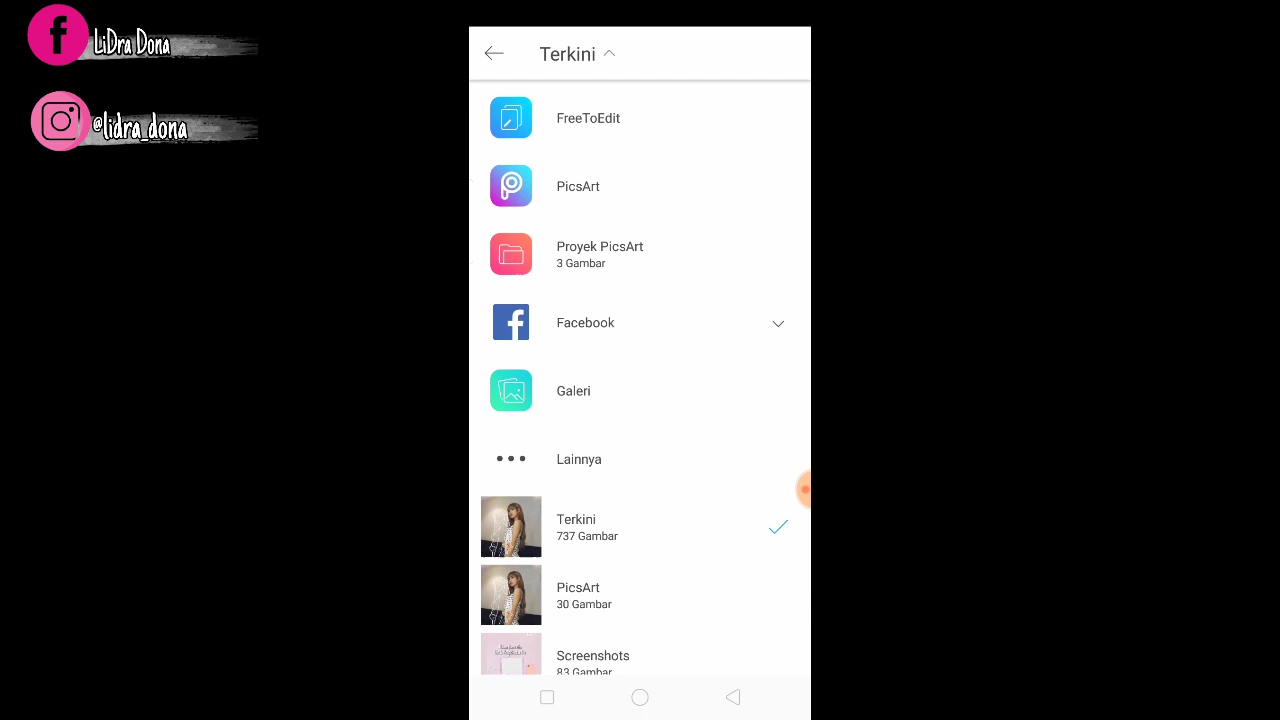 LiDra Dona
@lidra_dona
Terkini
FreeToEdit
PicsArt
Proyek PicsArt
3 Gambar
Facebook
Galeri
Lainnya
Terkini
737 Gambar
PicsArt
30 Gambar
Screenshots
83 Gambar